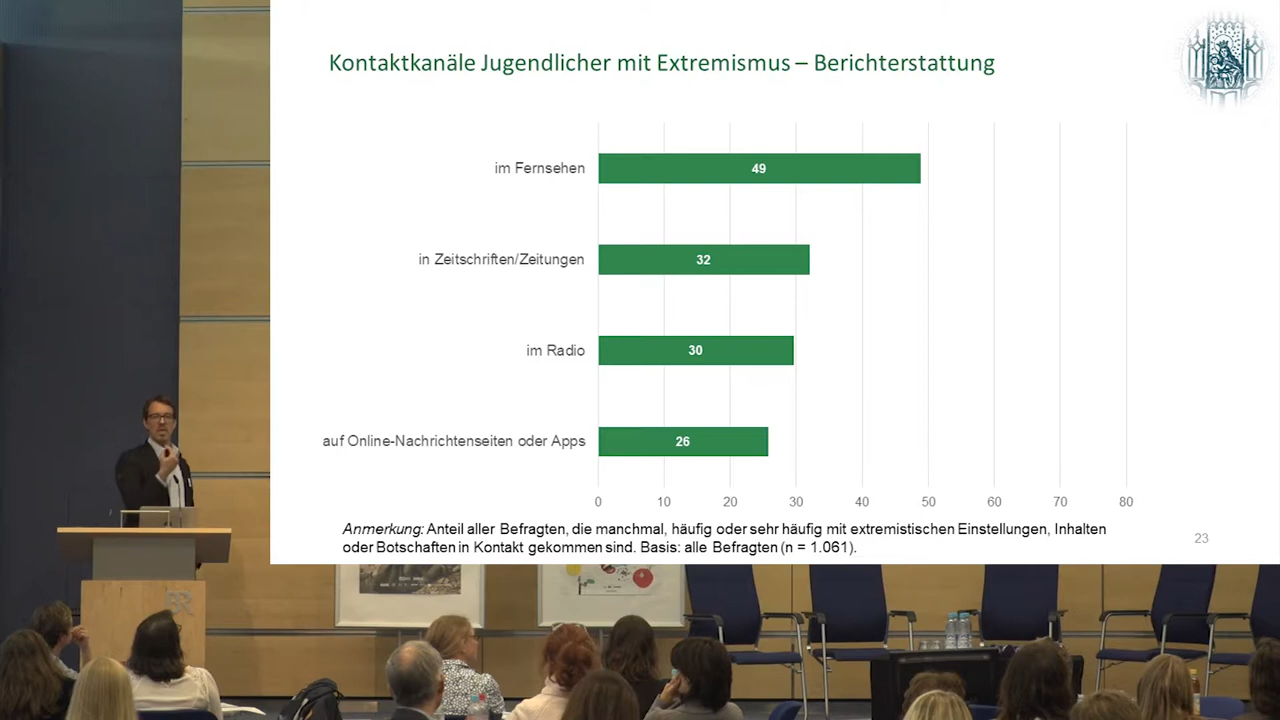 Kontaktkanäle Jugendlicher mit Extremismus – Berichterstattung
im Fernsehen 49
in Zeitschriften/Zeitungen 32
im Radio 30
auf Online-Nachrichtenseiten oder Apps 26
0 10 20 30 40 50 60 70 80
Anmerkung: Anteil aller Befragten, die manchmal, häufig oder sehr häufig mit extremistischen Einstellungen, Inhalten
oder Botschaften in Kontakt gekommen sind. Basis: alle Befragten (n = 1.061).
23
BR